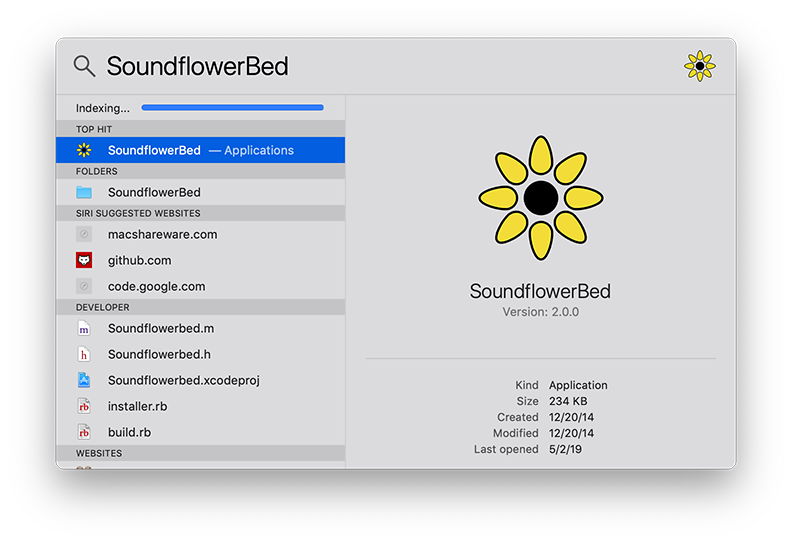 SoundflowerBed
Indexing...
TOP HIT
SoundflowerBed — Applications
FOLDERS
SoundflowerBed
SIRI SUGGESTED WEBSITES
macshareware.com
github.com
code.google.com
DEVELOPER
m Soundflowerbed.m
h Soundflowerbed.h
Soundflowerbed.xcodeproj
rb installer.rb
rb build.rb
WEBSITES
SoundflowerBed
Version: 2.0.0
Kind Application
Size 234 KB
Created 12/20/14
Modified 12/20/14
Last opened 5/2/19